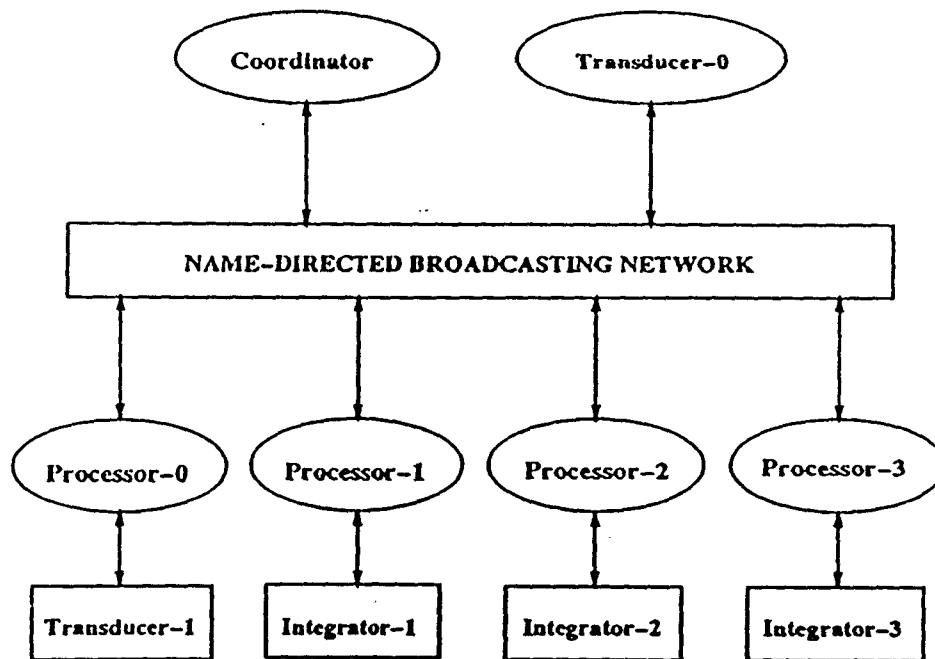 Coordinator
Transducer-0
NAME-DIRECTED BROADCASTING NETWORK
Processor-0
Processor-1
Processor-2
Processor-3
Transducer-1
Integrator-1
Integrator-2
Integrator-3